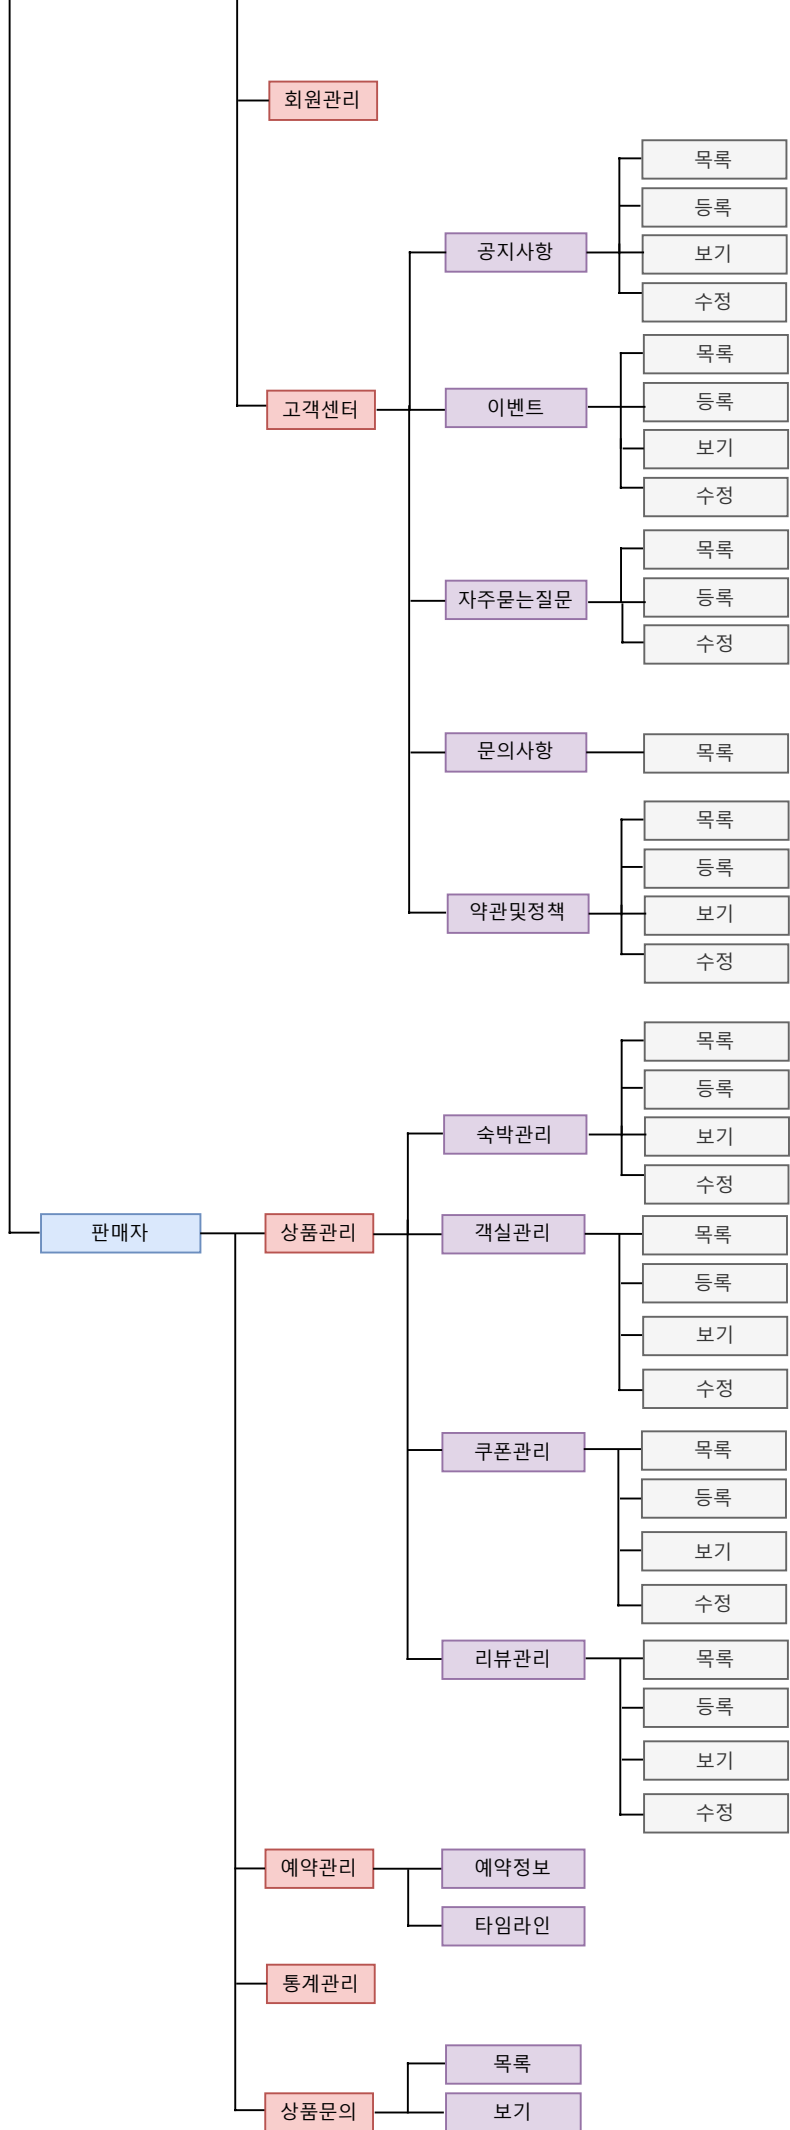 회원관리
고객센터
공지사항
목록
등록
보기
수정
이벤트
목록
등록
보기
수정
자주묻는질문
목록
등록
수정
문의사항
목록
약관및정책
목록
등록
보기
수정
판매자
상품관리
숙박관리
목록
등록
보기
수정
객실관리
목록
등록
보기
수정
쿠폰관리
목록
등록
보기
수정
리뷰관리
목록
등록
보기
수정
예약관리
예약정보
타임라인
통계관리
상품문의
목록
보기